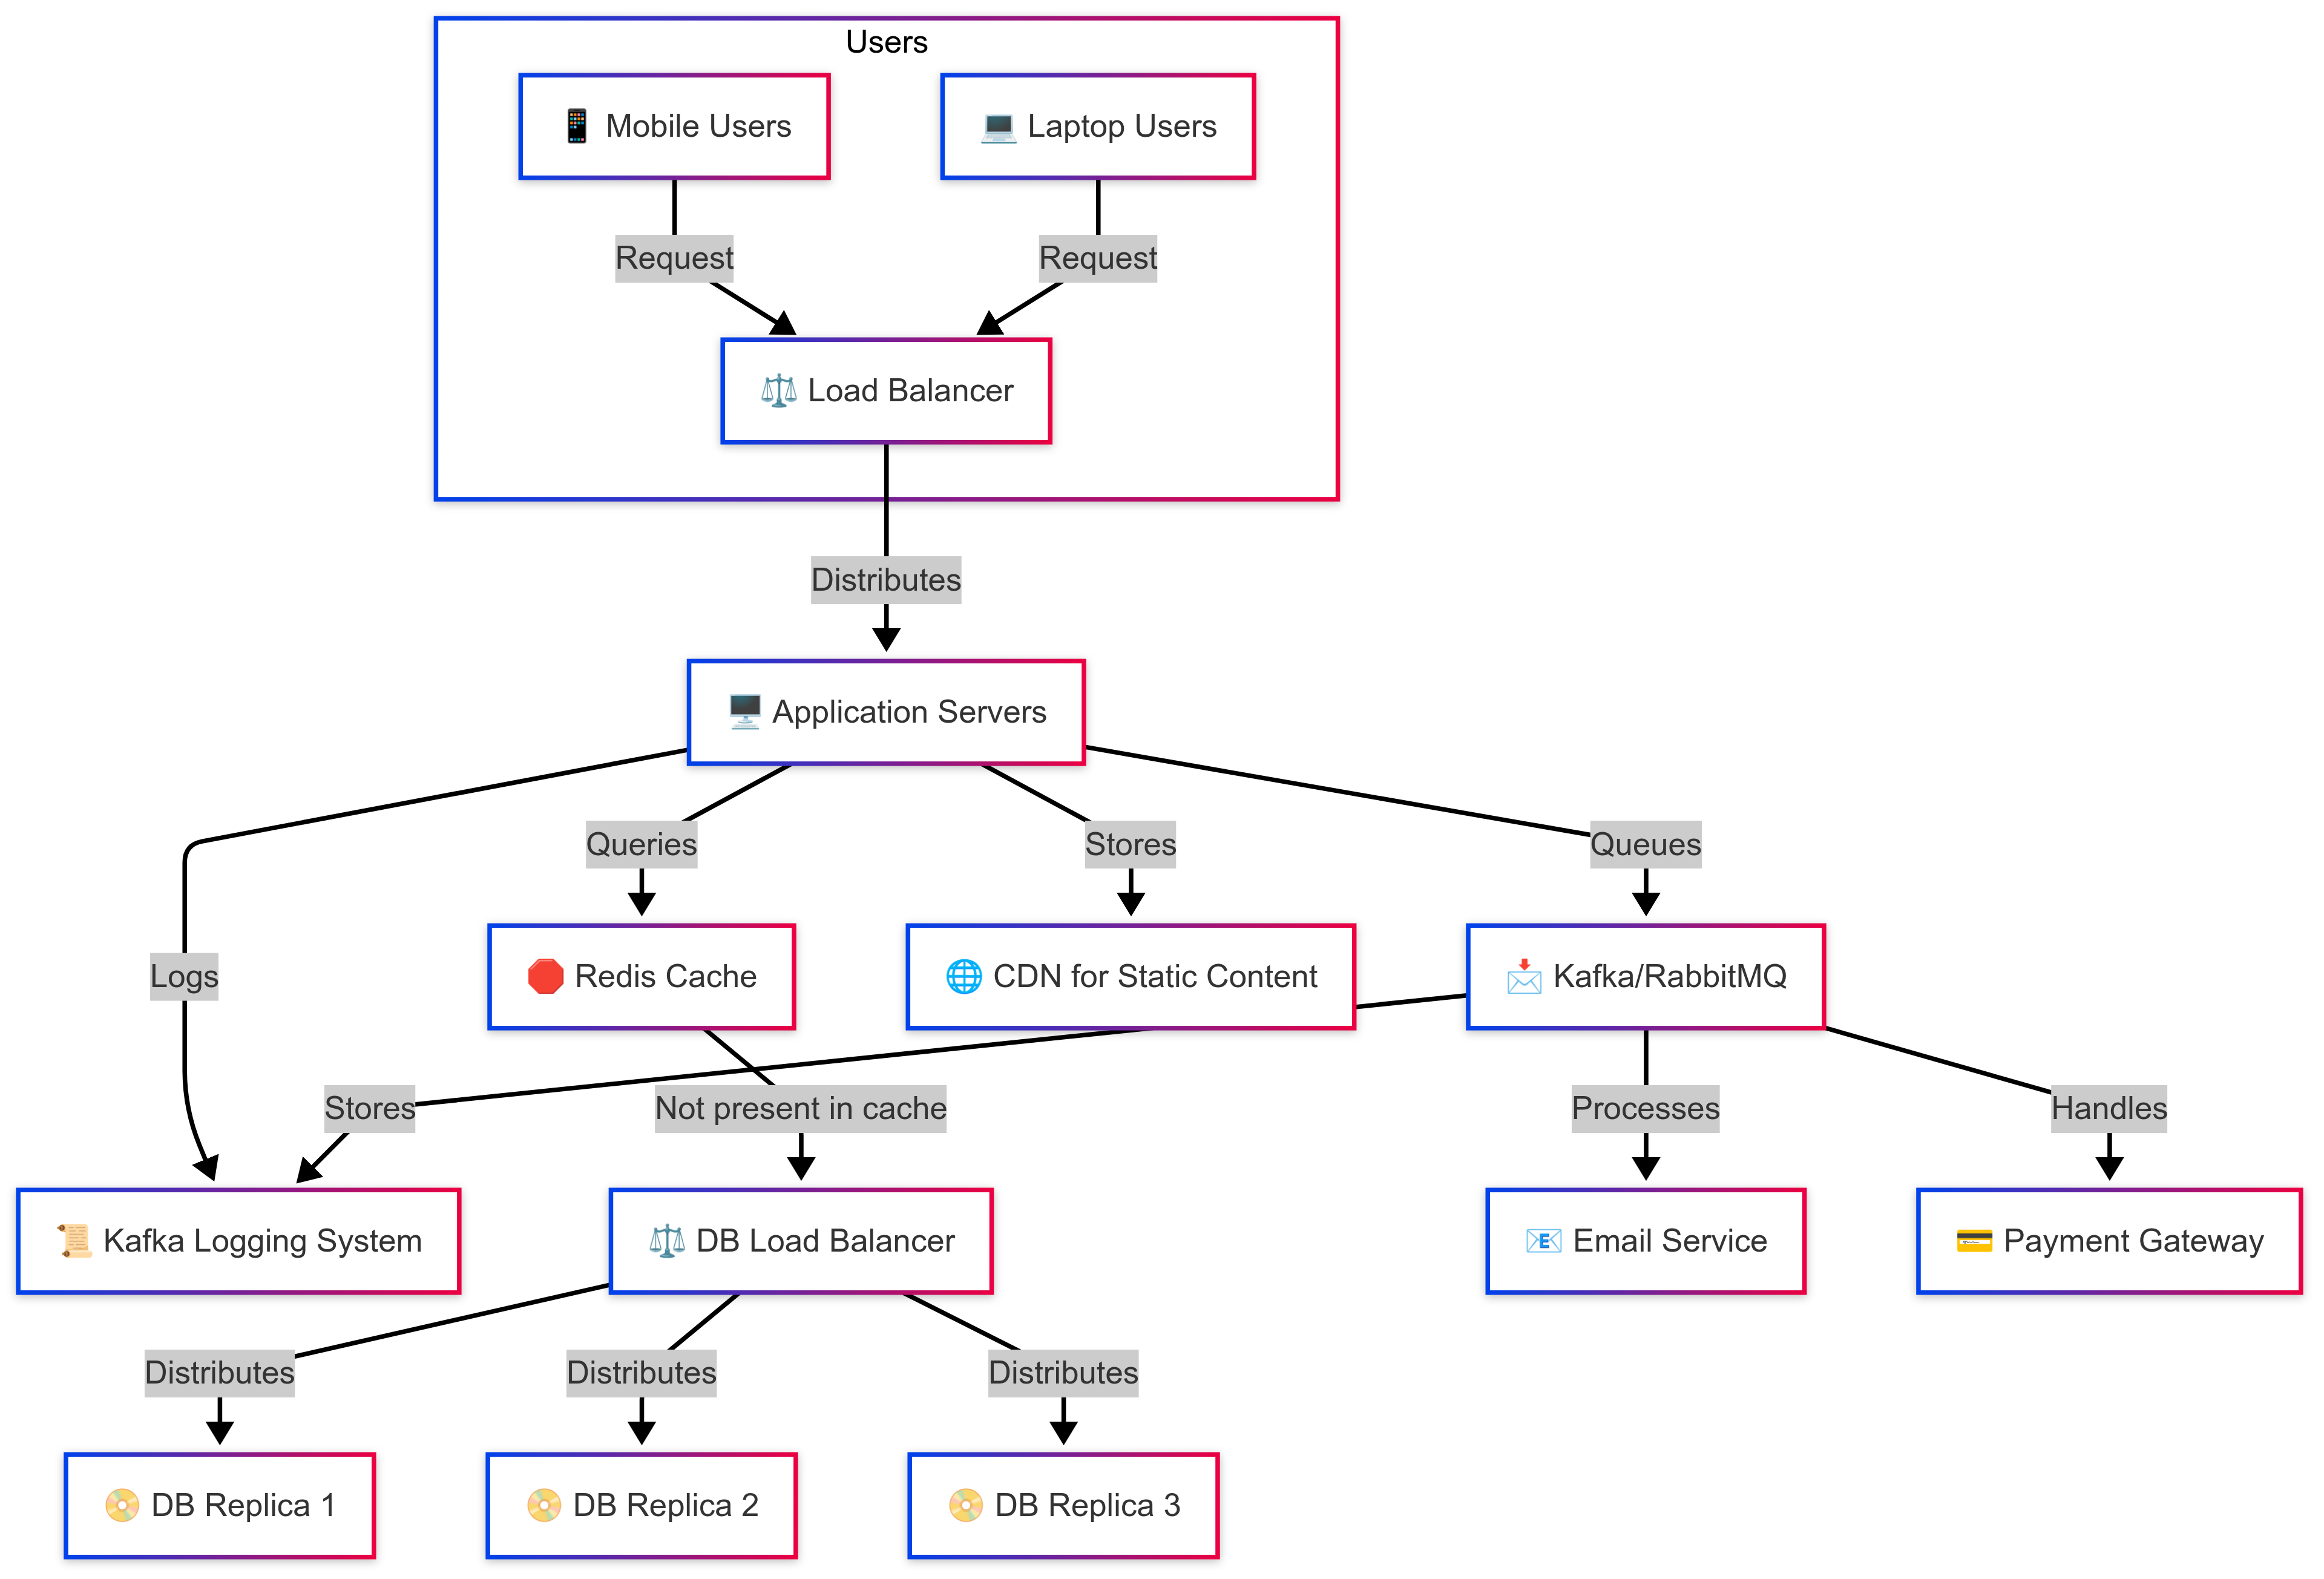 Users
Mobile Users
Laptop Users
Request
Request
Load Balancer
Distributes
Application Servers
Queries
Stores
Queues
Logs
Redis Cache
CDN for Static Content
Kafka/RabbitMQ
Stores
Not present in cache
Processes
Handles
Kafka Logging System
DB Load Balancer
Email Service
Payment Gateway
Distributes
Distributes
Distributes
DB Replica 1
DB Replica 2
DB Replica 3